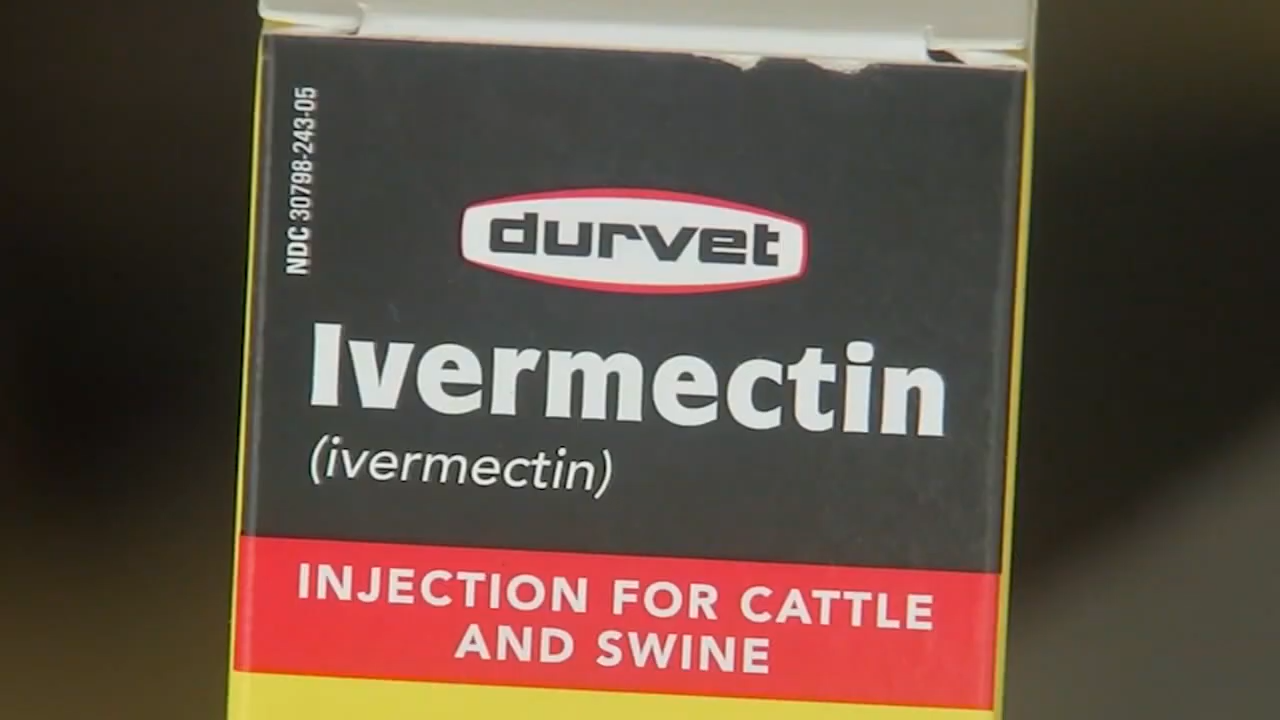 NDC 30798-243-05
durvet
Ivermectin
(ivermectin)
INJECTION FOR CATTLE
AND SWINE